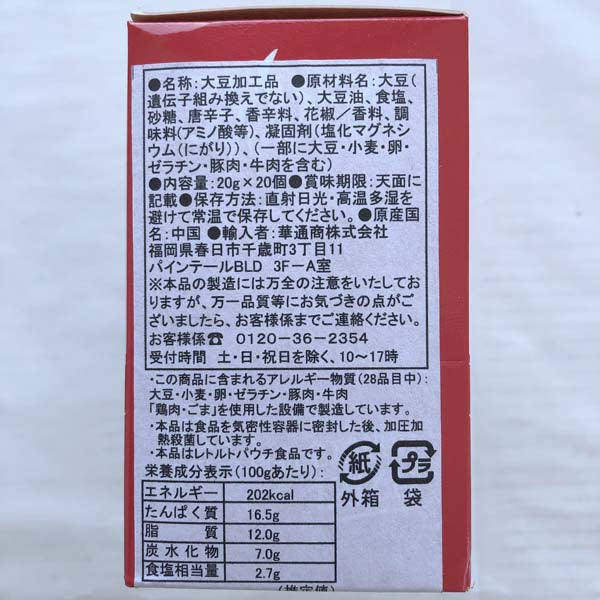 ●名称:大豆加工品 ●原材料名:大豆(
遺伝子組み換えでない)、大豆油、食塩、
砂糖、唐辛子、香辛料、花椒/香料、調
味料(アミノ酸等)、凝固剤(塩化マグネシ
ウム(にがり))、(一部に大豆・小麦・卵・
ゼラチン・豚肉・牛肉を含む)
●内容量:20g×20個●賞味期限:天面に
記載●保存方法:直射日光・高温多湿を
避けて常温で保存してください。●原産国
名:中国 ●輸入者:華通商株式会社
福岡県春日市千歳町3丁目11
パインテールBLD 3F-A室
※本品の製造には万全の注意をいたして
おりますが、万一品質等にお気づきの点がご
ざいましたら、お客様係までご連絡ください。
お客様係☎ 0120-36-2354
受付時間 土・日・祝日を除く、10~17時
・この商品に含まれるアレルギー物質(28品目中):
大豆・小麦・卵・ゼラチン・豚肉・牛肉
「鶏肉・ごま」を使用した設備で製造しています。
・本品は食品を気密性容器に密封した後、加圧加
熱殺菌しています。
・本品はレトルトパウチ食品です。
栄養成分表示(100gあたり):
エネルギー 202kcal
たんぱく質 16.5g
脂質 12.0g
炭水化物 7.0g
食塩相当量 2.7g
(推定値)
紙 プラ
外箱 袋